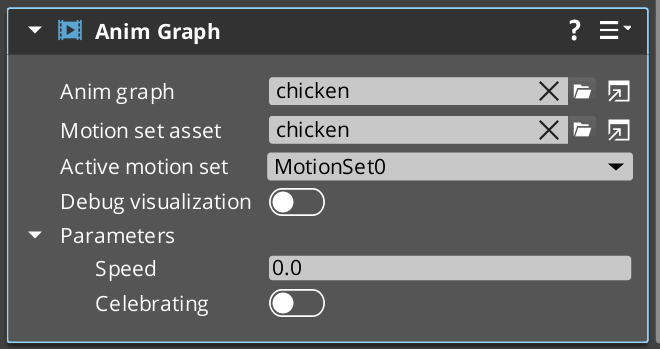 Anim Graph ?
Anim graph chicken
Motion set asset chicken
Active motion set MotionSet0
Debug visualization
Parameters
Speed 0.0
Celebrating